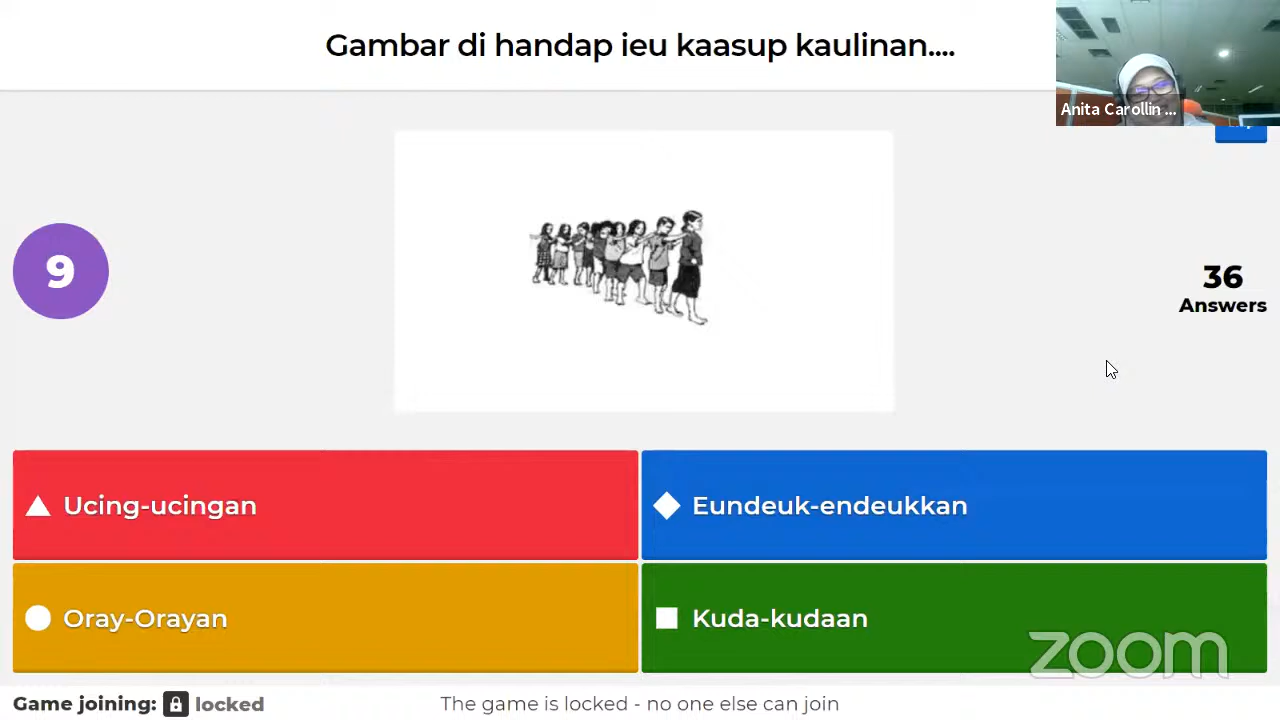 Gambar di handap ieu kaasup kaulinan....
Anita Carollin ...
9
36
Answers
Ucing-ucingan
Eundeuk-endeukkan
Oray-Orayan
Kuda-kudaan
zoom
Game joining: locked
The game is locked - no one else can join